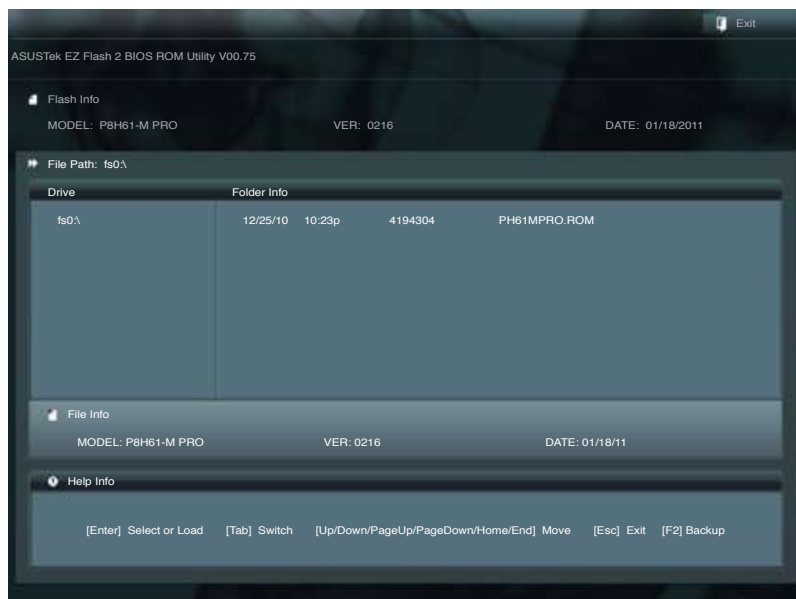 Exit
ASUSTek EZ Flash 2 BIOS ROM Utility V00.75
Flash Info
MODEL: P8H61-M PRO VER: 0216 DATE: 01/18/2011
File Path: fs0:\
Drive Folder Info
fs0:\ 12/25/10 10:23p 4194304 PH61MPRO.ROM
File Info
MODEL: P8H61-M PRO VER: 0216 DATE: 01/18/11
Help Info
[Enter] Select or Load [Tab] Switch [Up/Down/PageUp/PageDown/Home/End] Move [Esc] Exit [F2] Backup